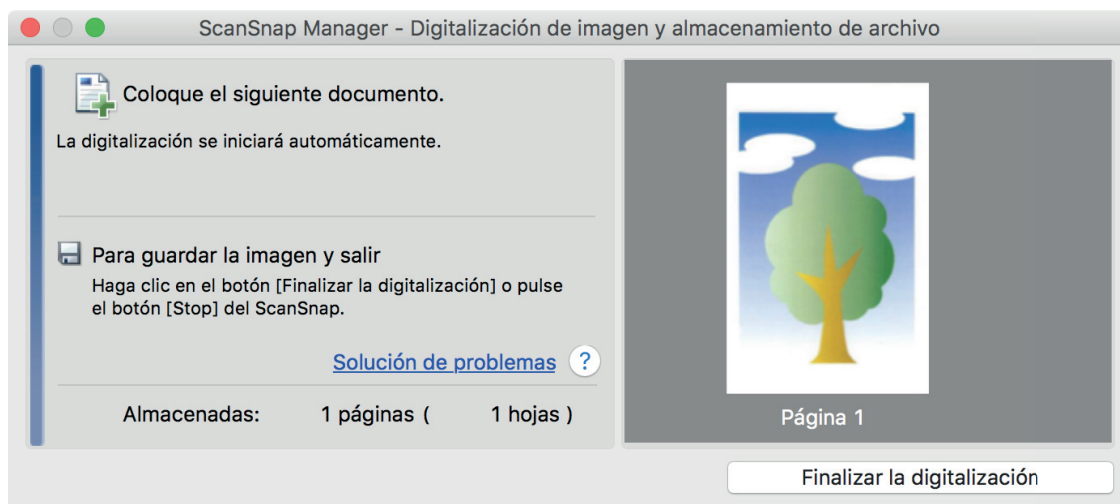 ScanSnap Manager - Digitalización de imagen y almacenamiento de archivo
Coloque el siguiente documento.
La digitalización se iniciará automáticamente.
Para guardar la imagen y salir
Haga clic en el botón [Finalizar la digitalización] o pulse
el botón [Stop] del ScanSnap.
Solución de problemas ?
Almacenadas: 1 páginas ( 1 hojas )
Página 1
Finalizar la digitalización